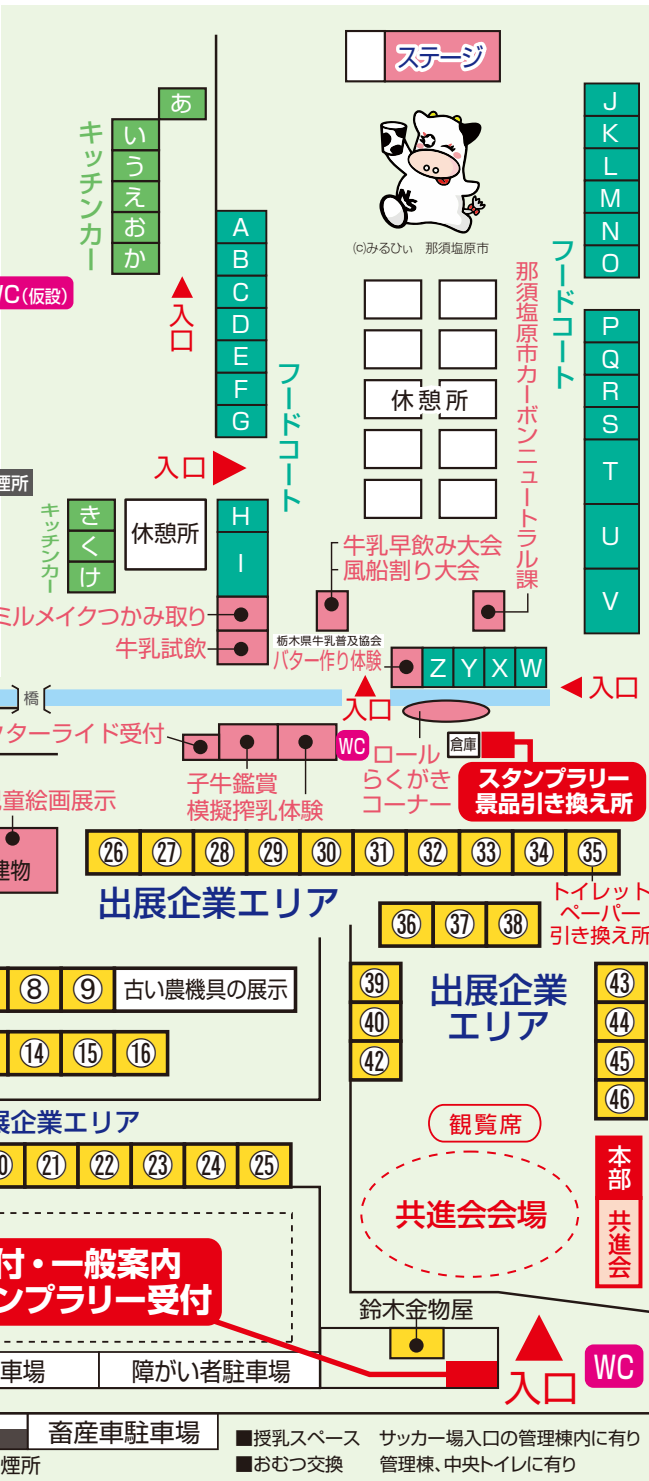 ステージ
あ
い
う
え
お
か
キッチンカー
J
K
L
M
N
O
(c)みるひぃ　那須塩原市
A
B
C
D
E
F
G
フードコート
WC(仮設)
入口
フードコート
P
Q
R
S
T
U
V
那須塩原市カーボンニュートラル課
休憩所
入口
煙所
キッチンカー
き
く
け
休憩所
H
I
牛乳早飲み大会
風船割り大会
ミルメイクつかみ取り
牛乳試飲
栃木県牛乳普及協会
バター作り体験
Z Y X W
橋
入口
入口
クターライド受付
WC
子牛鑑賞
模擬搾乳体験
ロール
らくがき
コーナー
倉庫
スタンプラリー
景品引き換え所
童絵画展示
建物
㉖ ㉗ ㉘ ㉙ ㉚ ㉛ ㉜ ㉝ ㉞ ㉟
出展企業エリア
トイレット
ペーパー
引き換え所
㊱ ㊲ ㊳
⑧ ⑨ 古い農機具の展示
⑭ ⑮ ⑯
㊴
㊵
㊷
出展企業
エリア
㊸
㊹
㊺
㊻
展企業エリア
㉑ ㉒ ㉓ ㉔ ㉕
観覧席
共進会会場
本部
共進会
付・一般案内
ンプラリー受付
鈴木金物屋
車場
障がい者駐車場
入口
WC
畜産車駐車場
煙所
■授乳スペース　サッカー場入口の管理棟内に有り
■おむつ交換　管理棟、中央トイレに有り